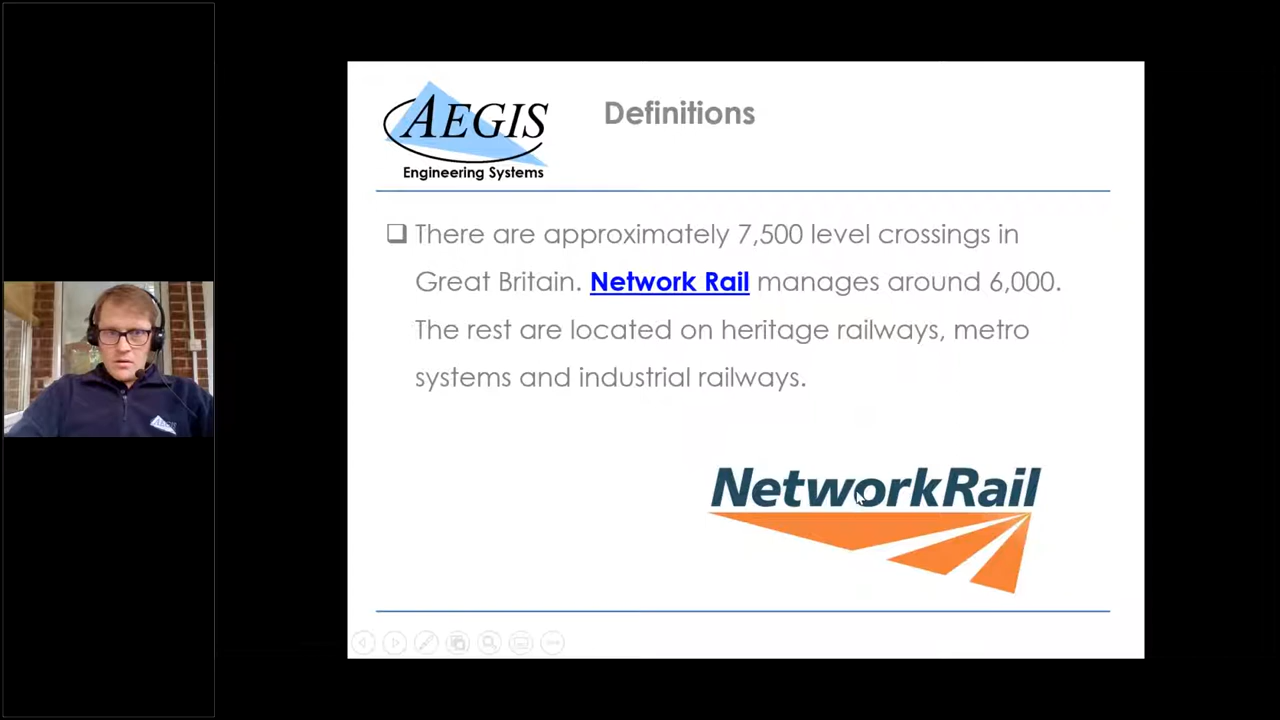 AEGIS
Engineering Systems
Definitions
There are approximately 7,500 level crossings in
Great Britain. Network Rail manages around 6,000.
The rest are located on heritage railways, metro
systems and industrial railways.
NetworkRail
AEGIS